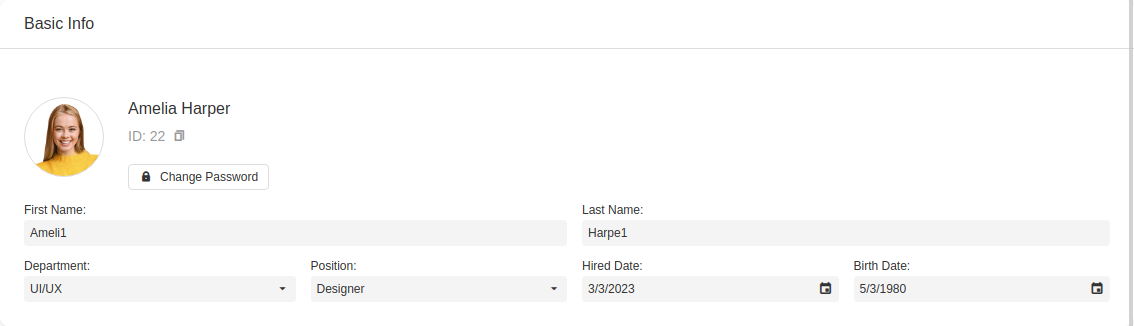 Basic Info
Amelia Harper
ID: 22
Change Password
First Name:
Last Name:
Ameli1
Harpe1
Department:
Position:
Hired Date:
Birth Date:
UI/UX
Designer
3/3/2023
5/3/1980